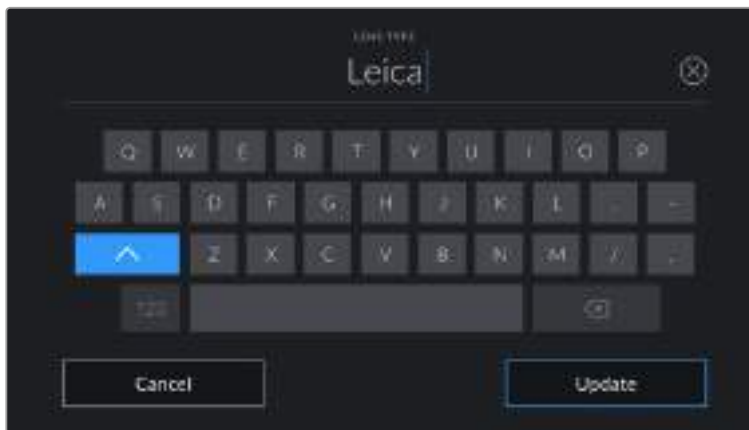 LENS TYPE
Leica
Q W E R T Y U I O P
A S D F G H J K L . -
Z X C V B N M /
123
Cancel Update